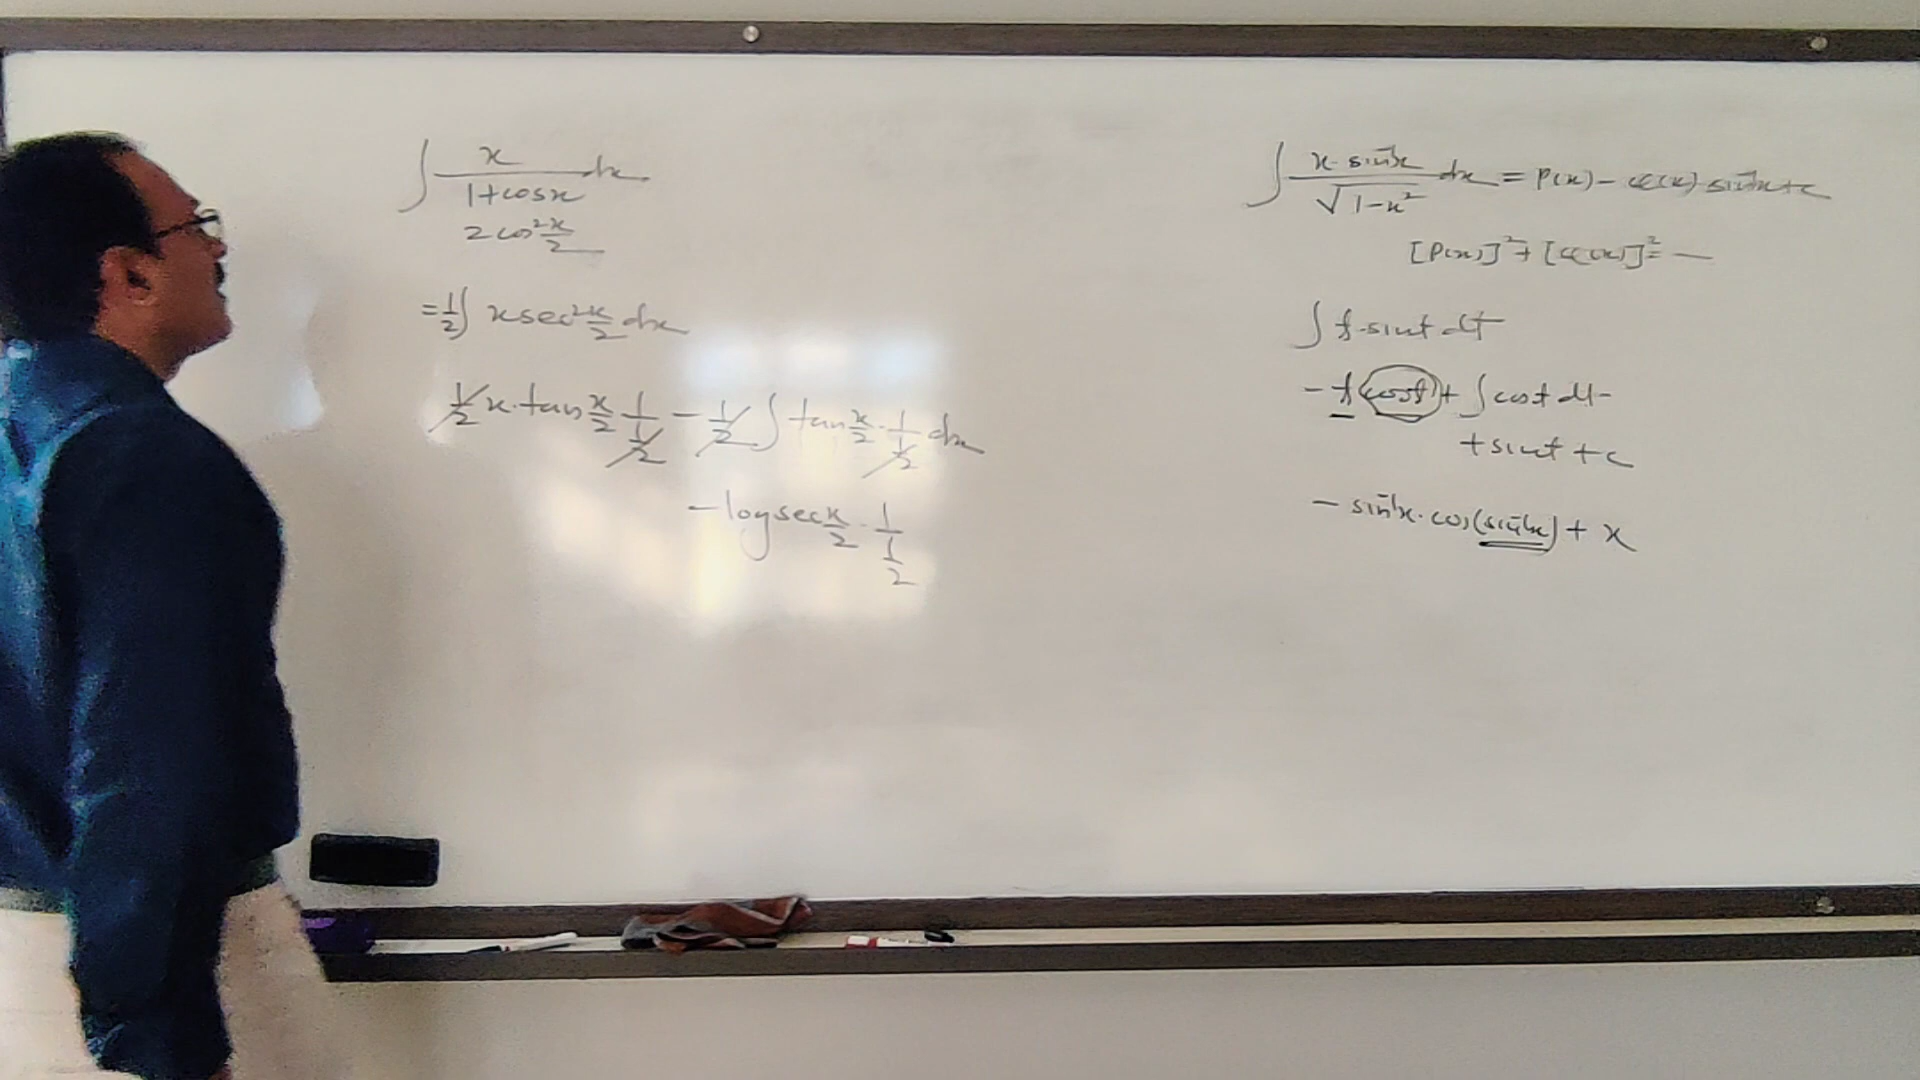 ∫ x/(1+cosx) dx
2cos² x/2
= 1/2 ∫ x sec² x/2 dx
1/2 x·tan x/2 1/(1/2) − 1/2 ∫ tan x/2 · 1/(1/2) dx
− log sec x/2 · 1/(1/2)
∫ x·sin⁻¹x/√(1−x²) dx = P(x) − Q(x) sin⁻¹x + c
[P(x)]² + [Q(x)]² = —
∫ t·sint dt
− t(cost) + ∫ cost dt
+ sint + c
− sin⁻¹x · cos(sin⁻¹x) + x